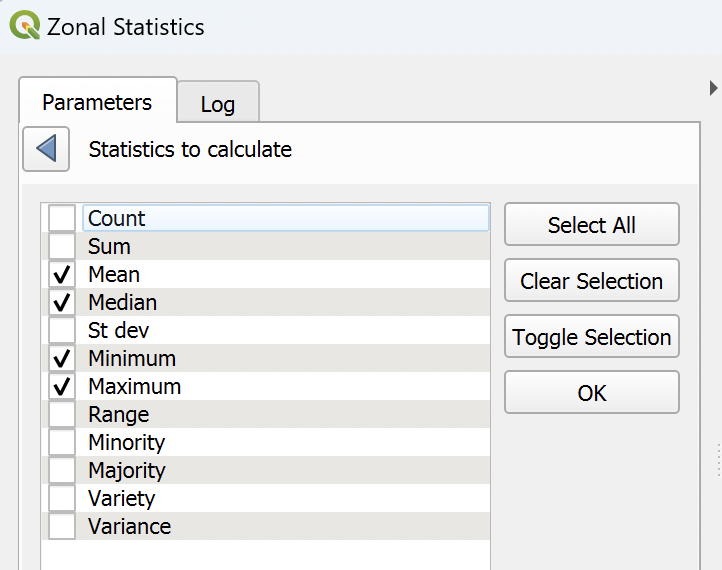 Zonal Statistics
Parameters
Log
Statistics to calculate
Count
Sum
Mean
Median
St dev
Minimum
Maximum
Range
Minority
Majority
Variety
Variance
Select All
Clear Selection
Toggle Selection
OK